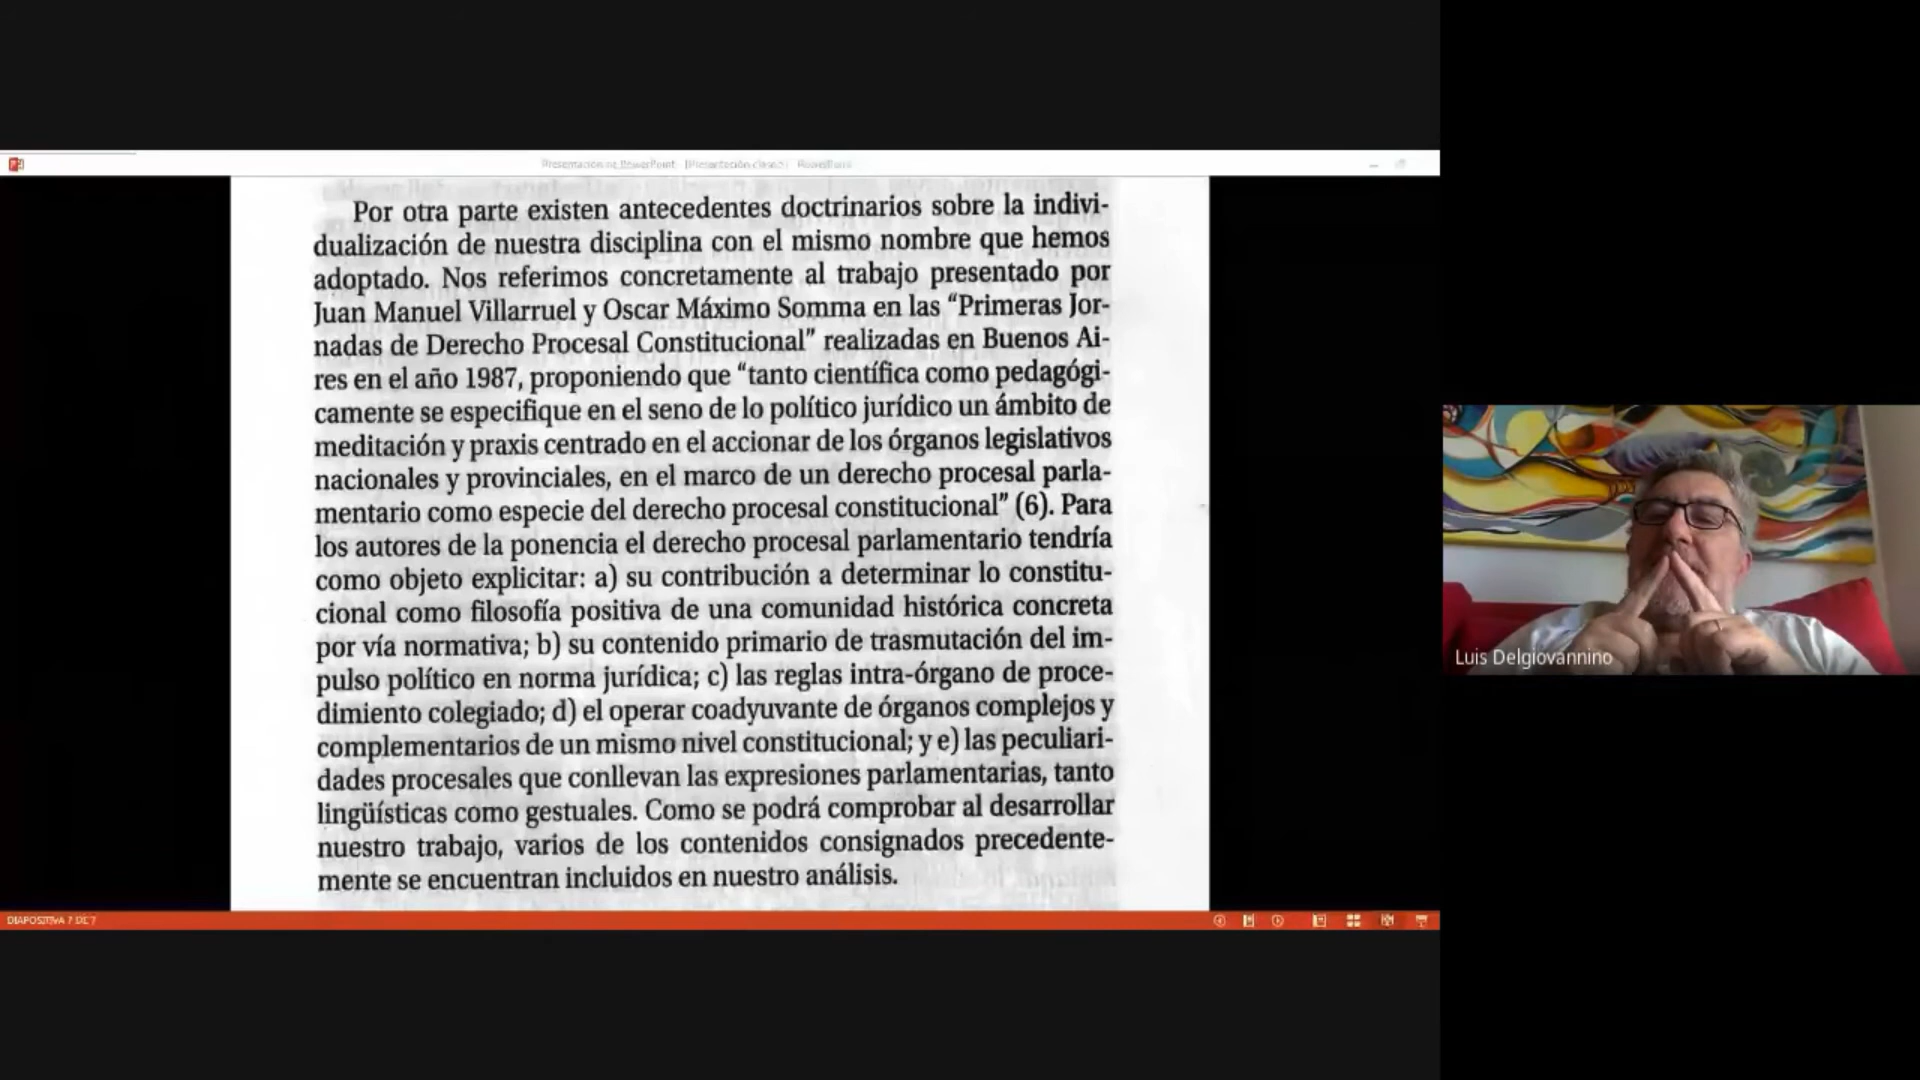 Presentación de PowerPoint
PowerPoint
Por otra parte existen antecedentes doctrinarios sobre la indivi-
dualización de nuestra disciplina con el mismo nombre que hemos
adoptado. Nos referimos concretamente al trabajo presentado por
Juan Manuel Villarruel y Oscar Máximo Somma en las “Primeras Jor-
nadas de Derecho Procesal Constitucional” realizadas en Buenos Ai-
res en el año 1987, proponiendo que “tanto científica como pedagógi-
camente se especifique en el seno de lo político jurídico un ámbito de
meditación y praxis centrado en el accionar de los órganos legislativos
nacionales y provinciales, en el marco de un derecho procesal parla-
mentario como especie del derecho procesal constitucional” (6). Para
los autores de la ponencia el derecho procesal parlamentario tendría
como objeto explicitar: a) su contribución a determinar lo constitu-
cional como filosofía positiva de una comunidad histórica concreta
por vía normativa; b) su contenido primario de trasmutación del im-
pulso político en norma jurídica; c) las reglas intra-órgano de proce-
dimiento colegiado; d) el operar coadyuvante de órganos complejos y
complementarios de un mismo nivel constitucional; y e) las peculiari-
dades procesales que conllevan las expresiones parlamentarias, tanto
lingüísticas como gestuales. Como se podrá comprobar al desarrollar
nuestro trabajo, varios de los contenidos consignados precedente-
mente se encuentran incluidos en nuestro análisis.
Luis Delgiovannino
DIAPOSITIVA 7 DE 7